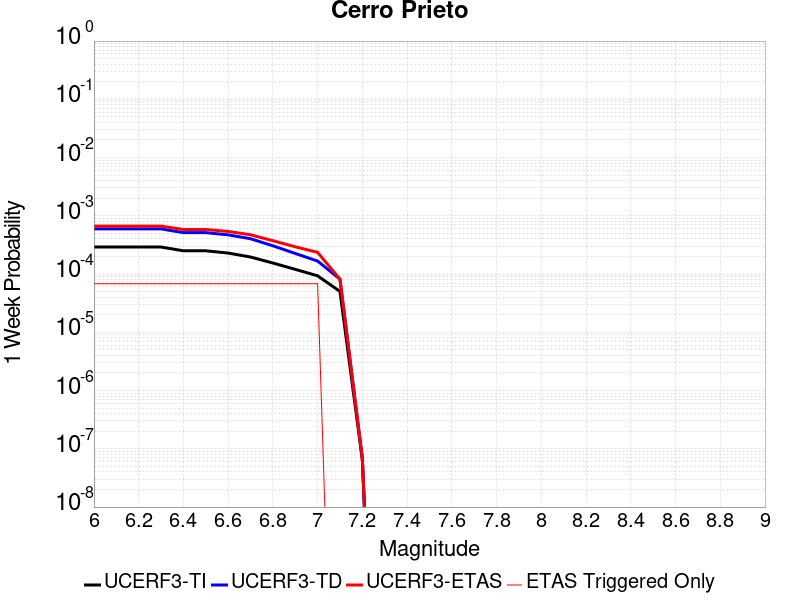 Cerro Prieto
10^0
10^-1
10^-2
10^-3
10^-4
10^-5
10^-6
10^-7
10^-8
1 Week Probability
6 6.2 6.4 6.6 6.8 7 7.2 7.4 7.6 7.8 8 8.2 8.4 8.6 8.8 9
Magnitude
UCERF3-TI UCERF3-TD UCERF3-ETAS ETAS Triggered Only